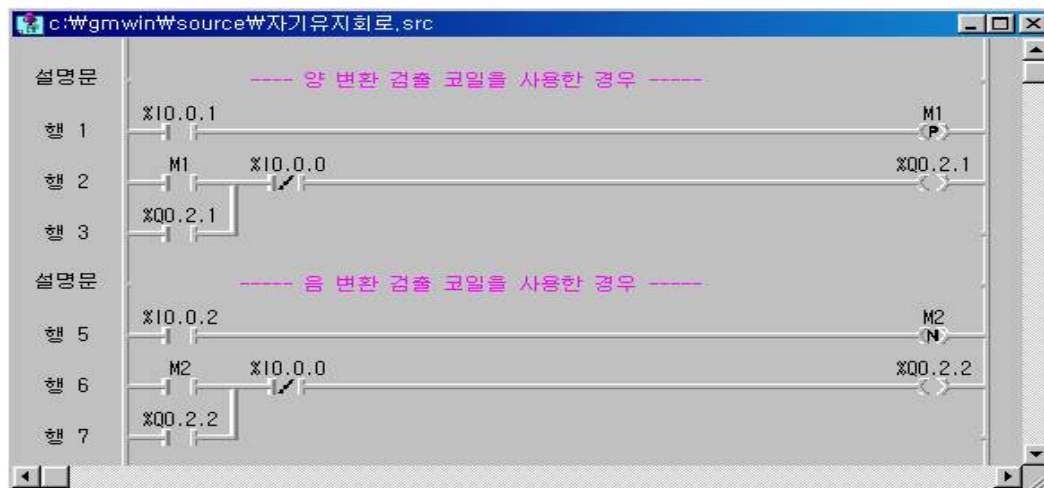 c:₩gmwin₩source₩자기유지회로.src
설명문 ---- 양 변환 검출 코일을 사용한 경우 -----
%I0.0.1 M1
행 1 P
M1 %I0.0.0 %Q0.2.1
행 2
%Q0.2.1
행 3
설명문 ----- 음 변환 검출 코일을 사용한 경우 -----
%I0.0.2 M2
행 5 N
M2 %I0.0.0 %Q0.2.2
행 6
%Q0.2.2
행 7